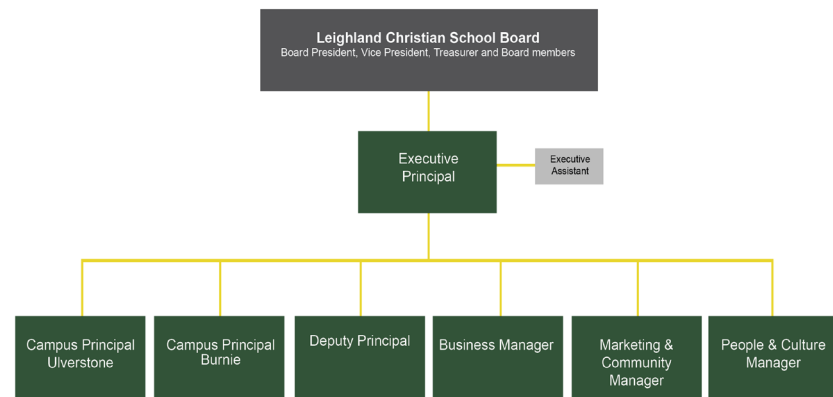 Leighland Christian School Board
Board President, Vice President, Treasurer and Board members
Executive
Principal
Executive
Assistant
Campus Principal
Ulverstone
Campus Principal
Burnie
Deputy Principal
Business Manager
Marketing &
Community
Manager
People & Culture
Manager